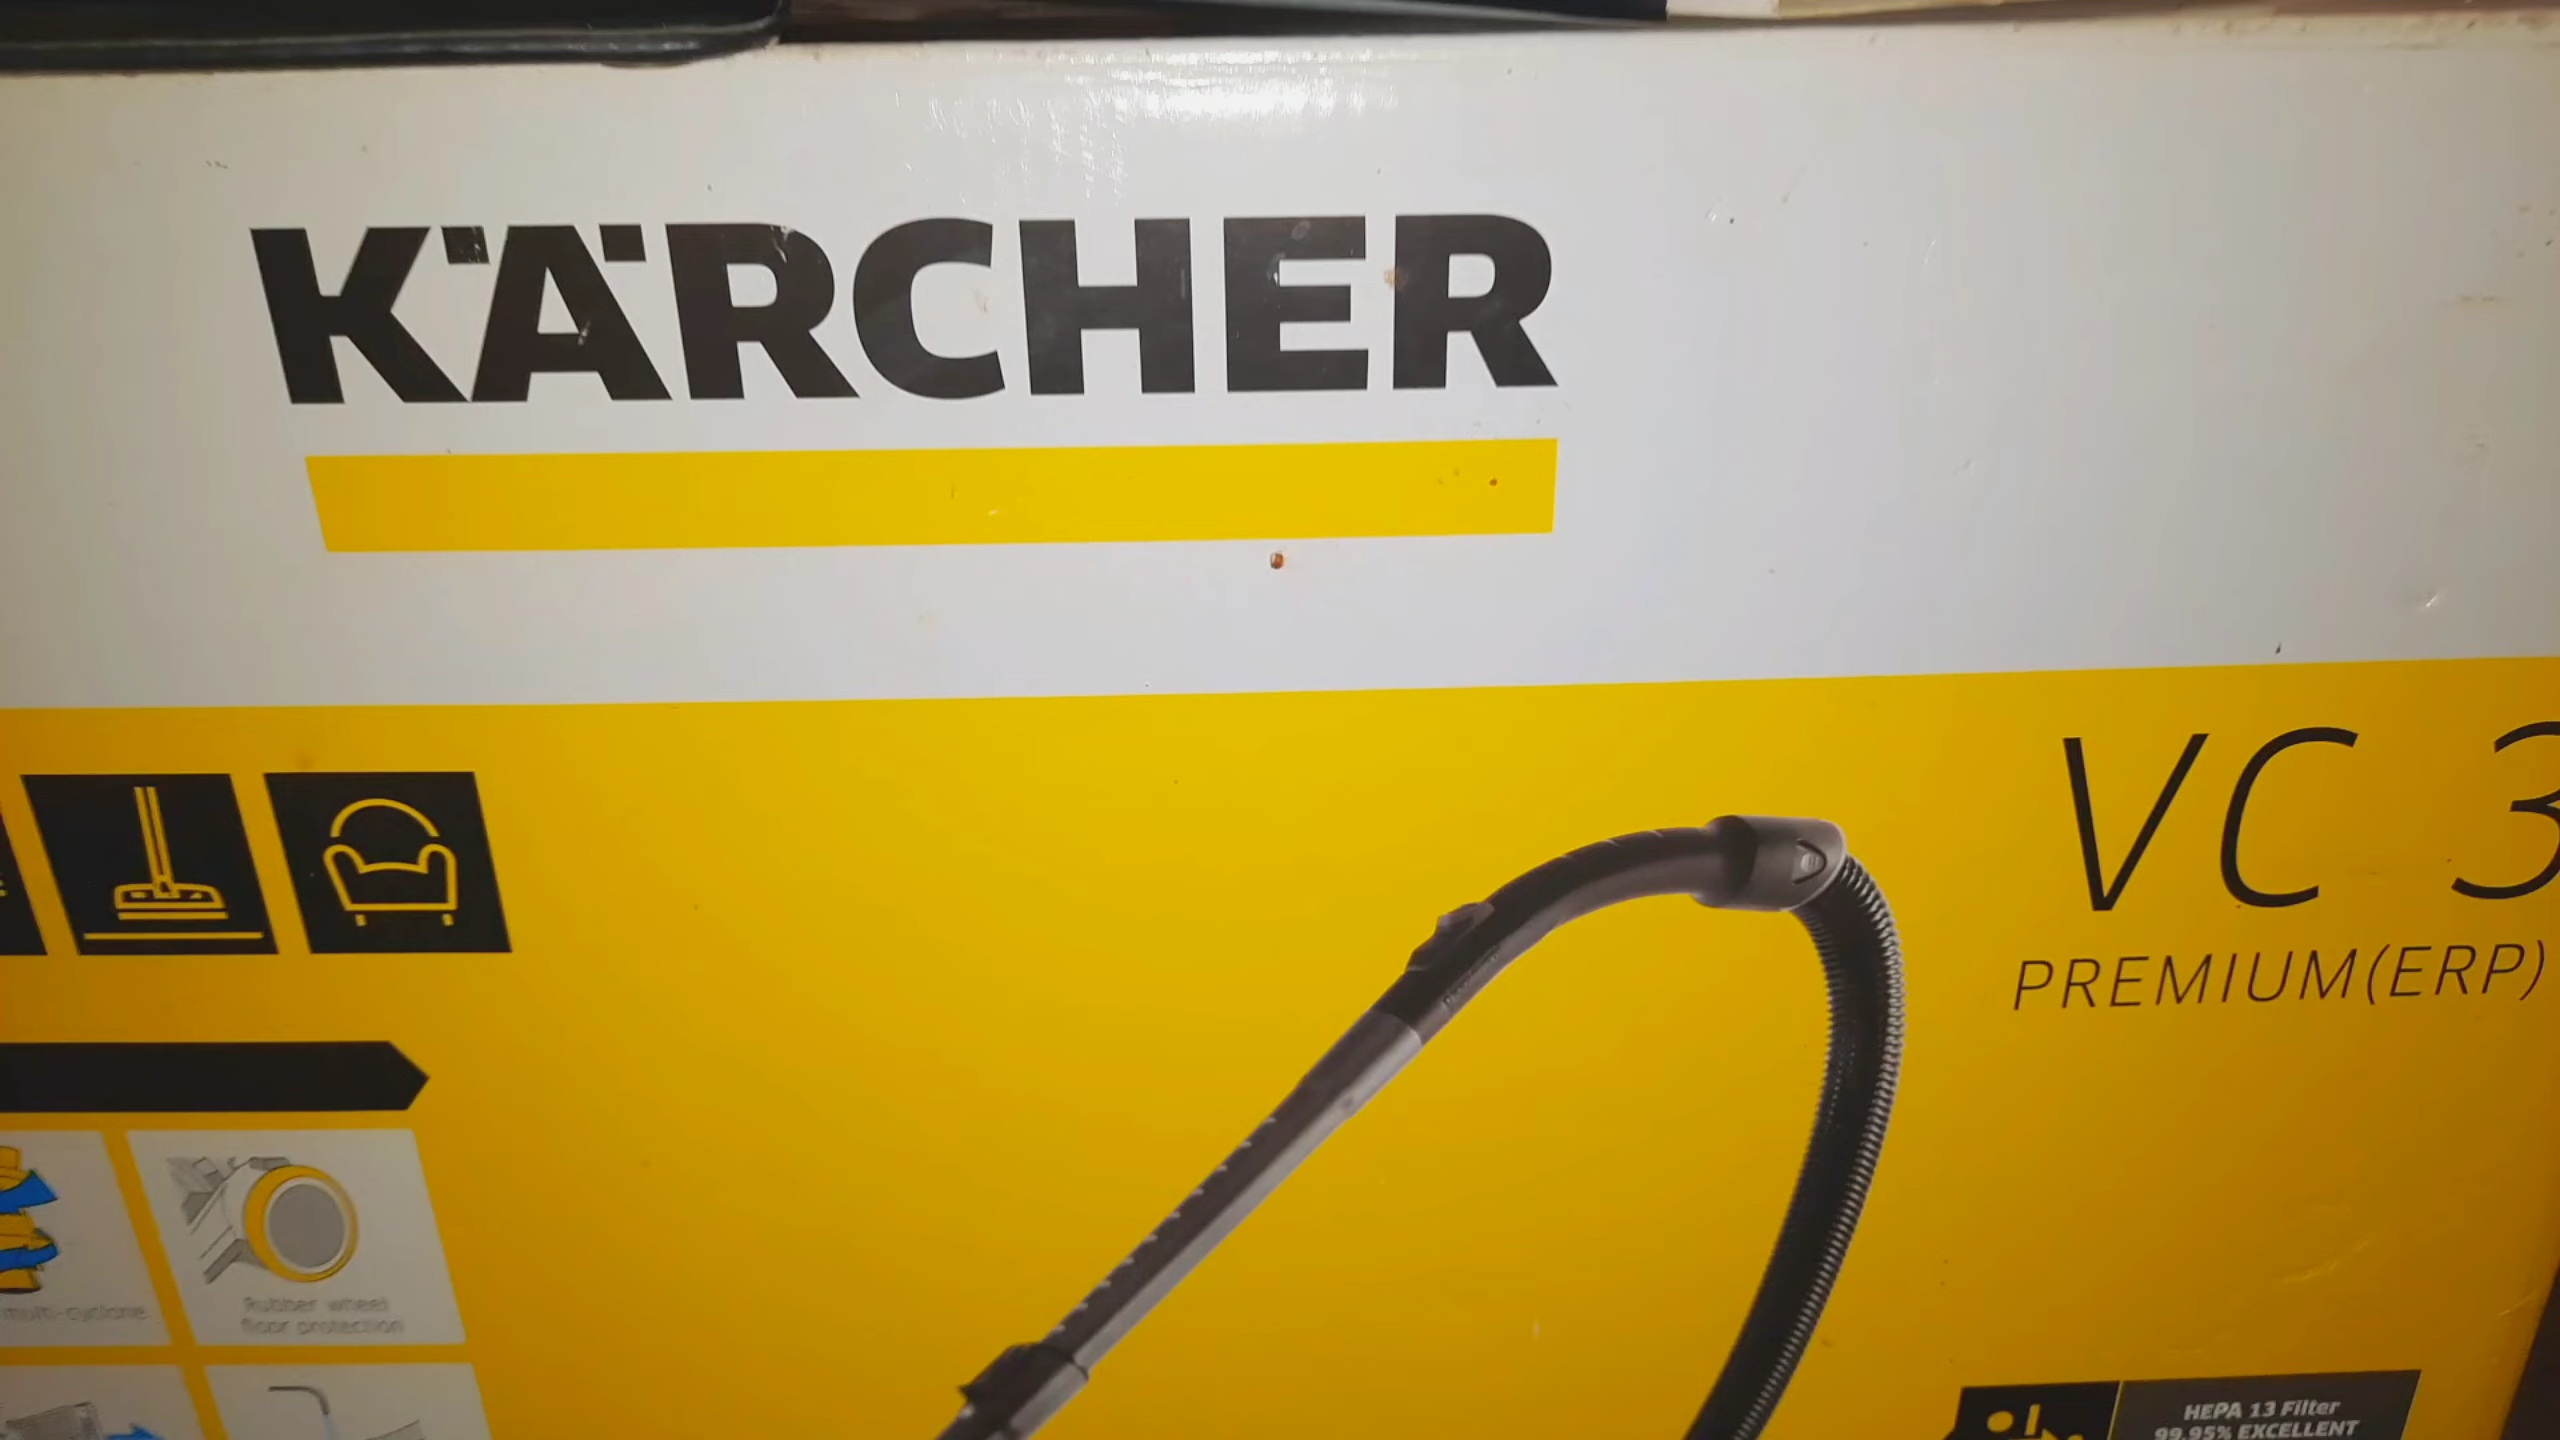 KÄRCHER
VC 3
PREMIUM(ERP)
multi-cyclone
Rubber wheel
floor protection
HEPA 13 Filter
99.95% EXCELLENT